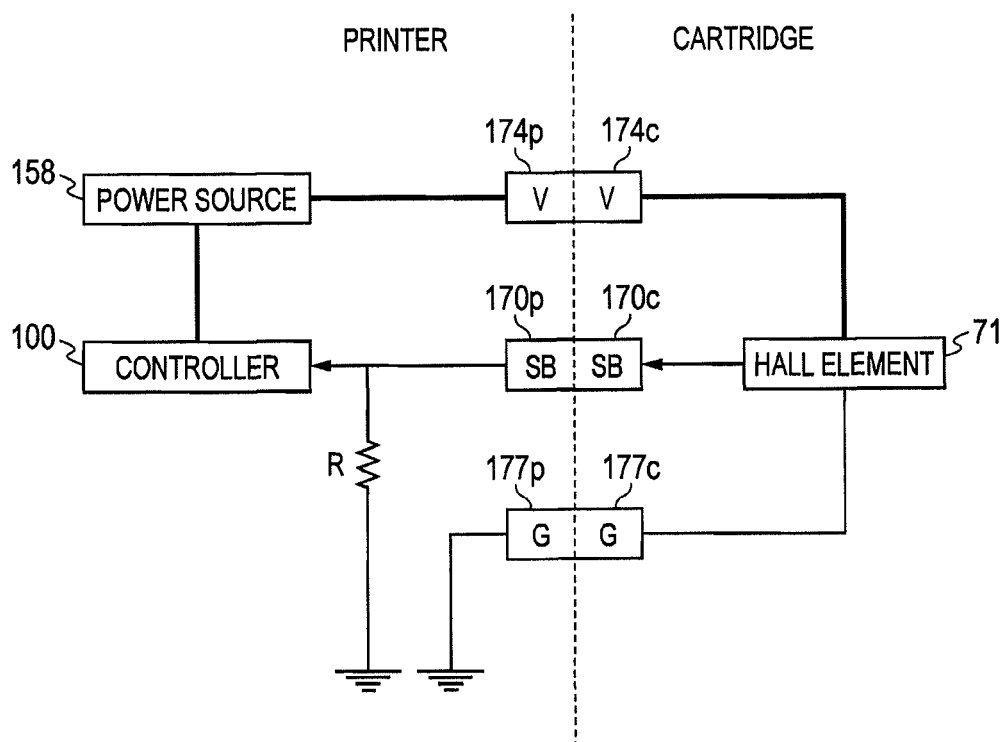 PRINTER
CARTRIDGE
174p
174c
158
POWER SOURCE
V
V
170p
170c
100
CONTROLLER
SB
SB
71
HALL ELEMENT
R
177p
177c
G
G